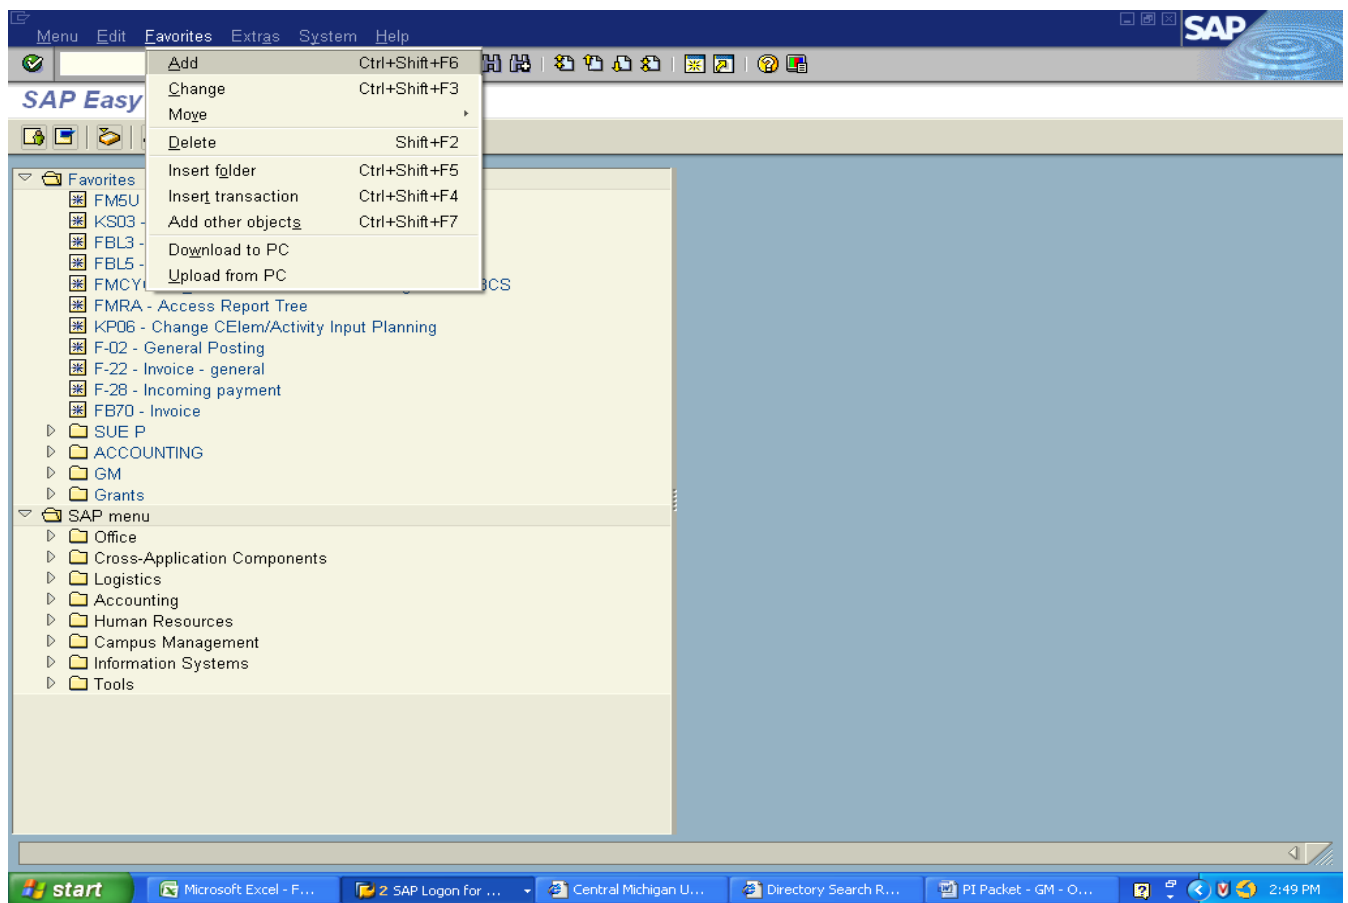 Menu Edit Favorites Extras System Help
SAP
Add Ctrl+Shift+F6
Change Ctrl+Shift+F3
SAP Easy
Move
Delete Shift+F2
Insert folder Ctrl+Shift+F5
Favorites
Insert transaction Ctrl+Shift+F4
FM5U
Add other objects Ctrl+Shift+F7
KS03 -
FBL3 -
Download to PC
FBL5 -
Upload from PC
FMCY BCS
FMRA - Access Report Tree
KP06 - Change CElem/Activity Input Planning
F-02 - General Posting
F-22 - Invoice - general
F-28 - Incoming payment
FB70 - Invoice
SUE P
ACCOUNTING
GM
Grants
SAP menu
Office
Cross-Application Components
Logistics
Accounting
Human Resources
Campus Management
Information Systems
Tools
start Microsoft Excel - F... 2 SAP Logon for ... Central Michigan U... Directory Search R... PI Packet - GM - O... 2:49 PM